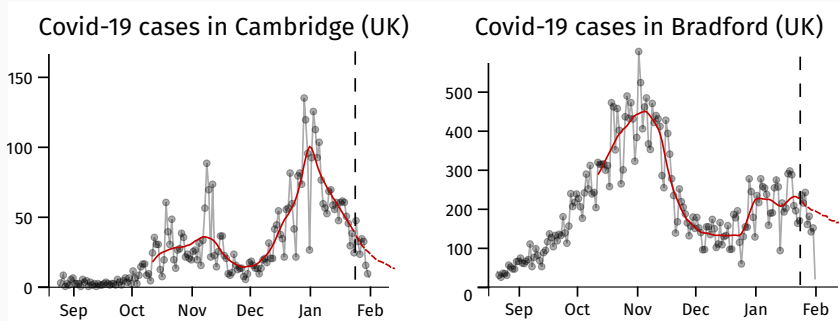 Covid-19 cases in Cambridge (UK)
150
100
50
0
Sep Oct Nov Dec Jan Feb
Covid-19 cases in Bradford (UK)
500
400
300
200
100
0
Sep Oct Nov Dec Jan Feb